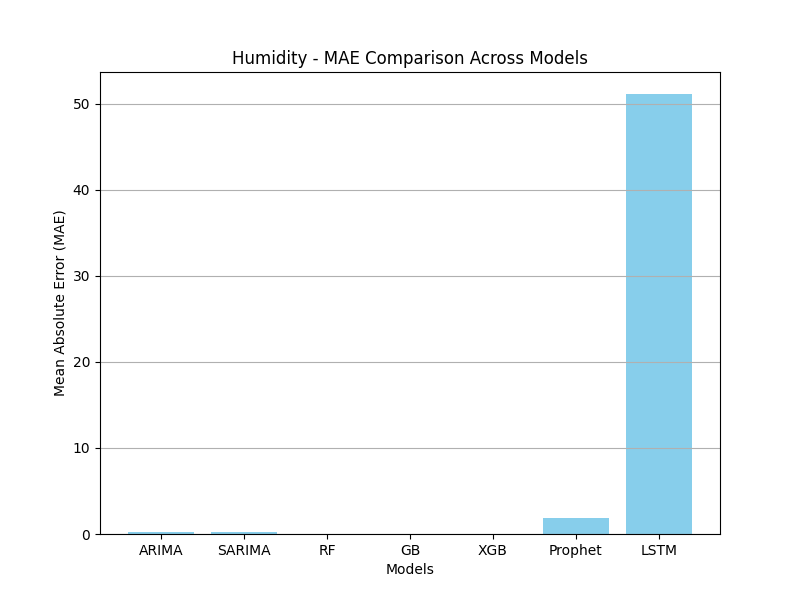 Humidity - MAE Comparison Across Models
Mean Absolute Error (MAE)
50
40
30
20
10
0
ARIMA SARIMA RF GB XGB Prophet LSTM
Models